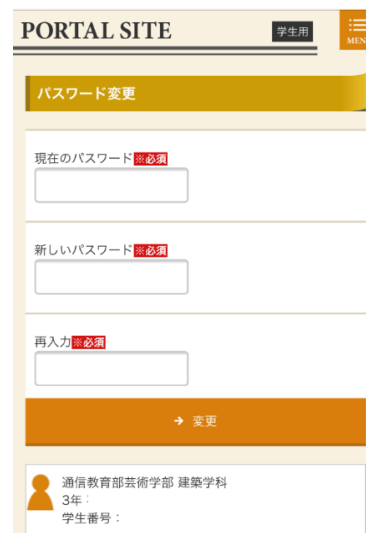 PORTAL SITE
学生用
MEN
パスワード変更
現在のパスワード※必須
新しいパスワード※必須
再入力※必須
→ 変更
通信教育部芸術学部 建築学科
3年 :
学生番号 :